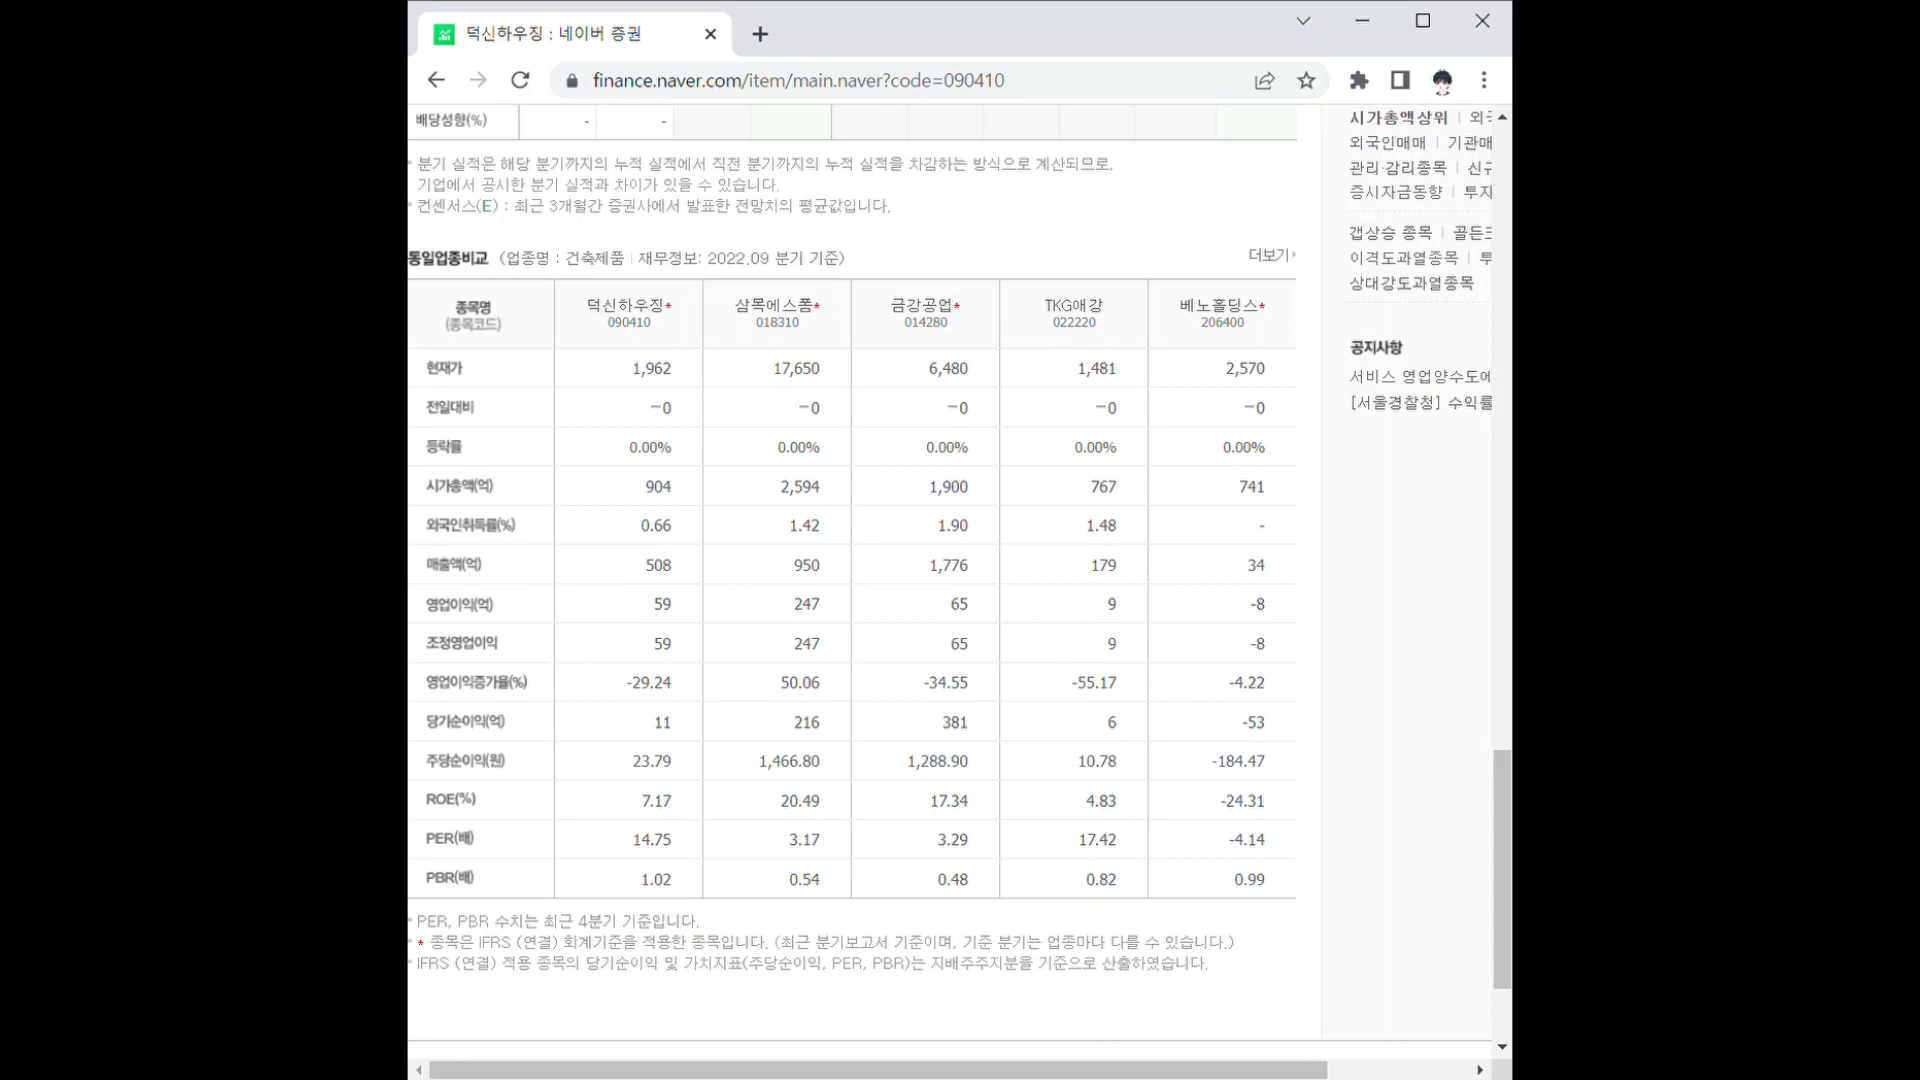 덕신하우징 : 네이버 증권
finance.naver.com/item/main.naver?code=090410
배당성향(%) - -
* 분기 실적은 해당 분기까지의 누적 실적에서 직전 분기까지의 누적 실적을 차감하는 방식으로 계산되므로,
기업에서 공시한 분기 실적과 차이가 있을 수 있습니다.
* 컨센서스(E) : 최근 3개월간 증권사에서 발표한 전망치의 평균값입니다.
동일업종비교 (업종명 : 건축제품 | 재무정보: 2022.09 분기 기준) 더보기
종목명 덕신하우징* 삼목에스폼* 금강공업* TKG애강 베노홀딩스*
(종목코드) 090410 018310 014280 022220 206400
현재가 1,962 17,650 6,480 1,481 2,570
전일대비 －0 －0 －0 －0 －0
등락률 0.00% 0.00% 0.00% 0.00% 0.00%
시가총액(억) 904 2,594 1,900 767 741
외국인취득률(%) 0.66 1.42 1.90 1.48 -
매출액(억) 508 950 1,776 179 34
영업이익(억) 59 247 65 9 -8
조정영업이익 59 247 65 9 -8
영업이익증가율(%) -29.24 50.06 -34.55 -55.17 -4.22
당기순이익(억) 11 216 381 6 -53
주당순이익(원) 23.79 1,466.80 1,288.90 10.78 -184.47
ROE(%) 7.17 20.49 17.34 4.83 -24.31
PER(배) 14.75 3.17 3.29 17.42 -4.14
PBR(배) 1.02 0.54 0.48 0.82 0.99
* PER, PBR 수치는 최근 4분기 기준입니다.
* * 종목은 IFRS (연결) 회계기준을 적용한 종목입니다. (최근 분기보고서 기준이며, 기준 분기는 업종마다 다를 수 있습니다.)
* IFRS (연결) 적용 종목의 당기순이익 및 가치지표(주당순이익, PER, PBR)는 지배주주지분을 기준으로 산출하였습니다.
시가총액상위 |
외국인매매 | 기관매
관리·감리종목 | 신규
증시자금동향 | 투자
갭상승 종목 | 골든
이격도과열종목 | 투
상대강도과열종목
공지사항
서비스 영업양수도에
[서울경찰청] 수익률